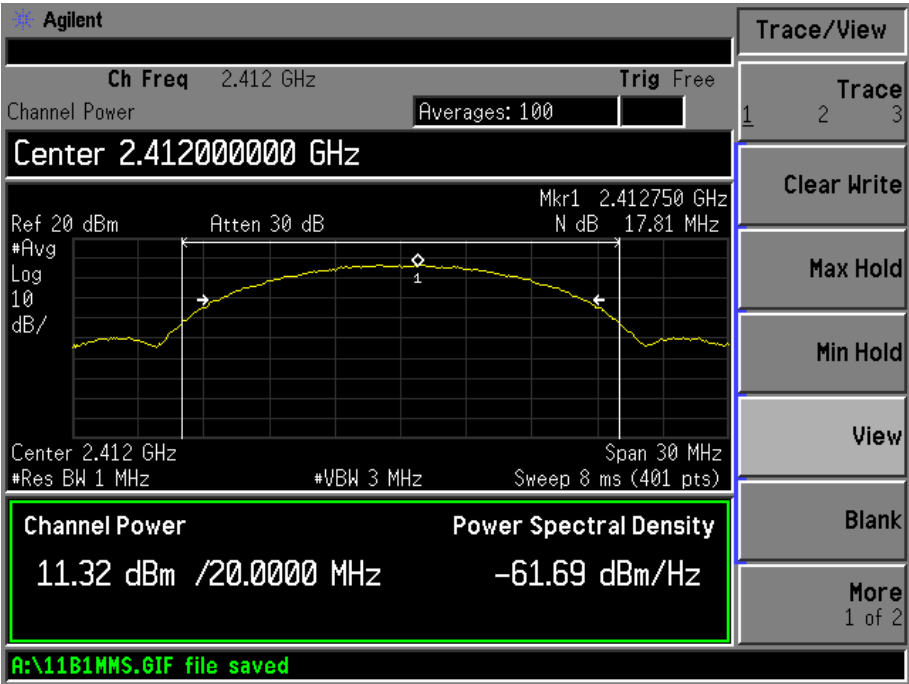 Agilent
Trace/View
Ch Freq 2.412 GHz Trig Free
Channel Power Averages: 100
Center 2.412000000 GHz
Mkr1 2.412750 GHz
Ref 20 dBm Atten 30 dB N dB 17.81 MHz
#Avg
Log
10
dB/
1
Center 2.412 GHz Span 30 MHz
#Res BW 1 MHz #VBW 3 MHz Sweep 8 ms (401 pts)
Channel Power Power Spectral Density
11.32 dBm /20.0000 MHz -61.69 dBm/Hz
A:\11B1MMS.GIF file saved
Trace
1 2 3
Clear Write
Max Hold
Min Hold
View
Blank
More
1 of 2